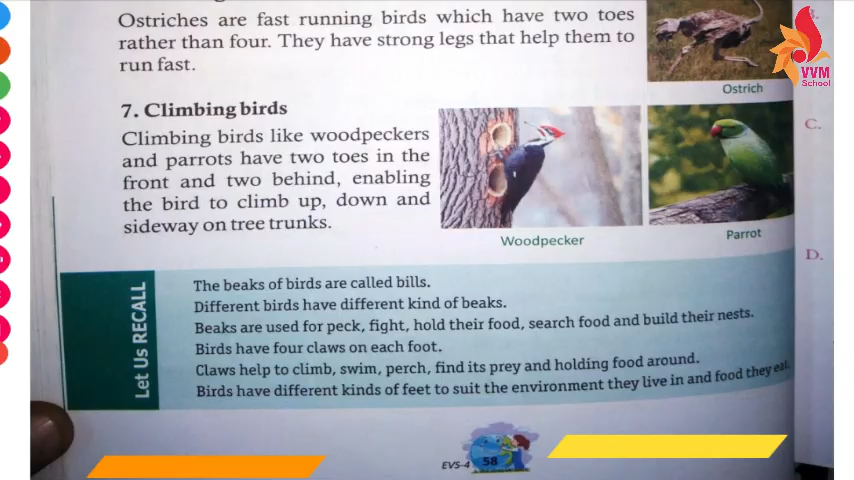 Ostriches are fast running birds which have two toes
rather than four. They have strong legs that help them to
run fast.
Ostrich
VVM
School
7. Climbing birds
Climbing birds like woodpeckers
and parrots have two toes in the
front and two behind, enabling
the bird to climb up, down and
sideway on tree trunks.
Woodpecker
Parrot
C.
D.
Let Us RECALL
The beaks of birds are called bills.
Different birds have different kind of beaks.
Beaks are used for peck, fight, hold their food, search food and build their nests.
Birds have four claws on each foot.
Claws help to climb, swim, perch, find its prey and holding food around.
Birds have different kinds of feet to suit the environment they live in and food they eat.
EVS-4
58